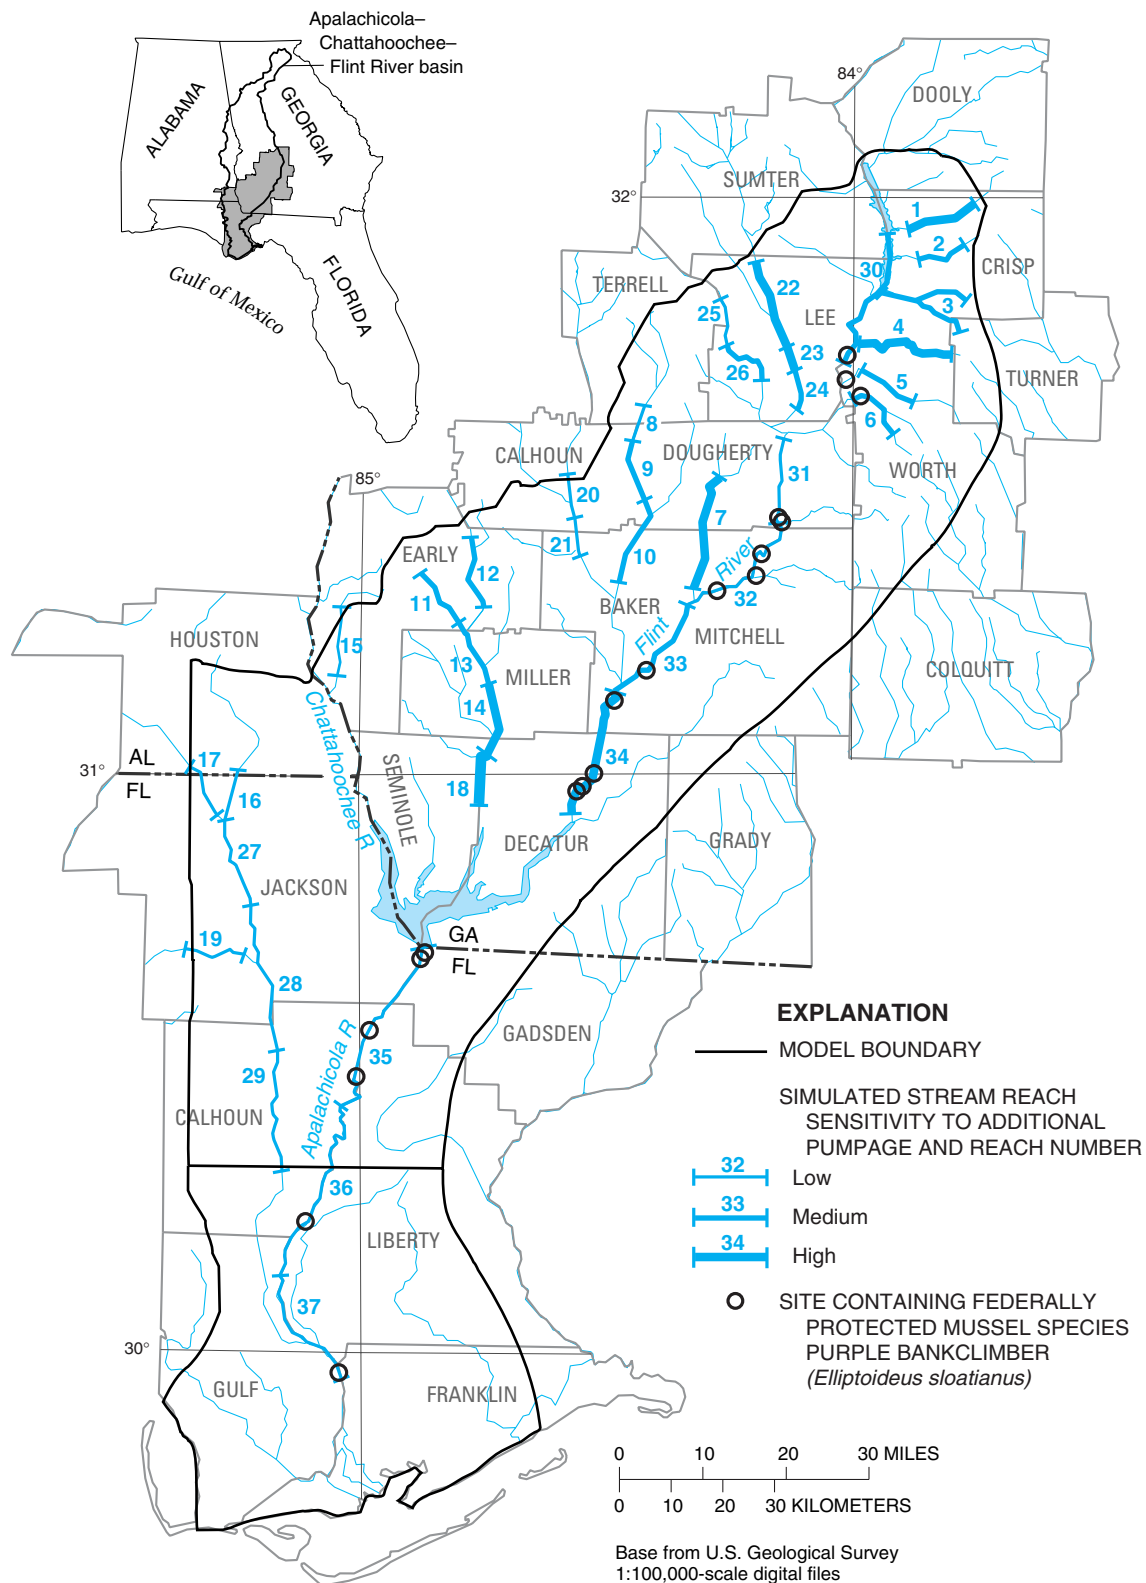 Apalachicola–
Chattahoochee–
Flint River basin
ALABAMA
GEORGIA
FLORIDA
Gulf of Mexico
84°
DOOLY
SUMTER
32°
1
2
30
CRISP
TERRELL
22
25
LEE
3
4
23
26
24
5
TURNER
6
8
CALHOUN
DOUGHERTY
WORTH
85°
9
31
20
7
EARLY
21
10
River
12
11
32
BAKER
HOUSTON
Flint
MITCHELL
15
13
33
MILLER
COLQUITT
14
Chattahoochee R
17
AL
31°
FL
16
SEMINOLE
34
18
27
DECATUR
GRADY
JACKSON
19
GA
FL
28
GADSDEN
Apalachicola R
35
29
CALHOUN
36
LIBERTY
37
30°
GULF
FRANKLIN
EXPLANATION
MODEL BOUNDARY
SIMULATED STREAM REACH
SENSITIVITY TO ADDITIONAL
PUMPAGE AND REACH NUMBER
32
Low
33
Medium
34
High
SITE CONTAINING FEDERALLY
PROTECTED MUSSEL SPECIES
PURPLE BANKCLIMBER
(Elliptoideus sloatianus)
0 10 20 30 MILES
0 10 20 30 KILOMETERS
Base from U.S. Geological Survey
1:100,000-scale digital files